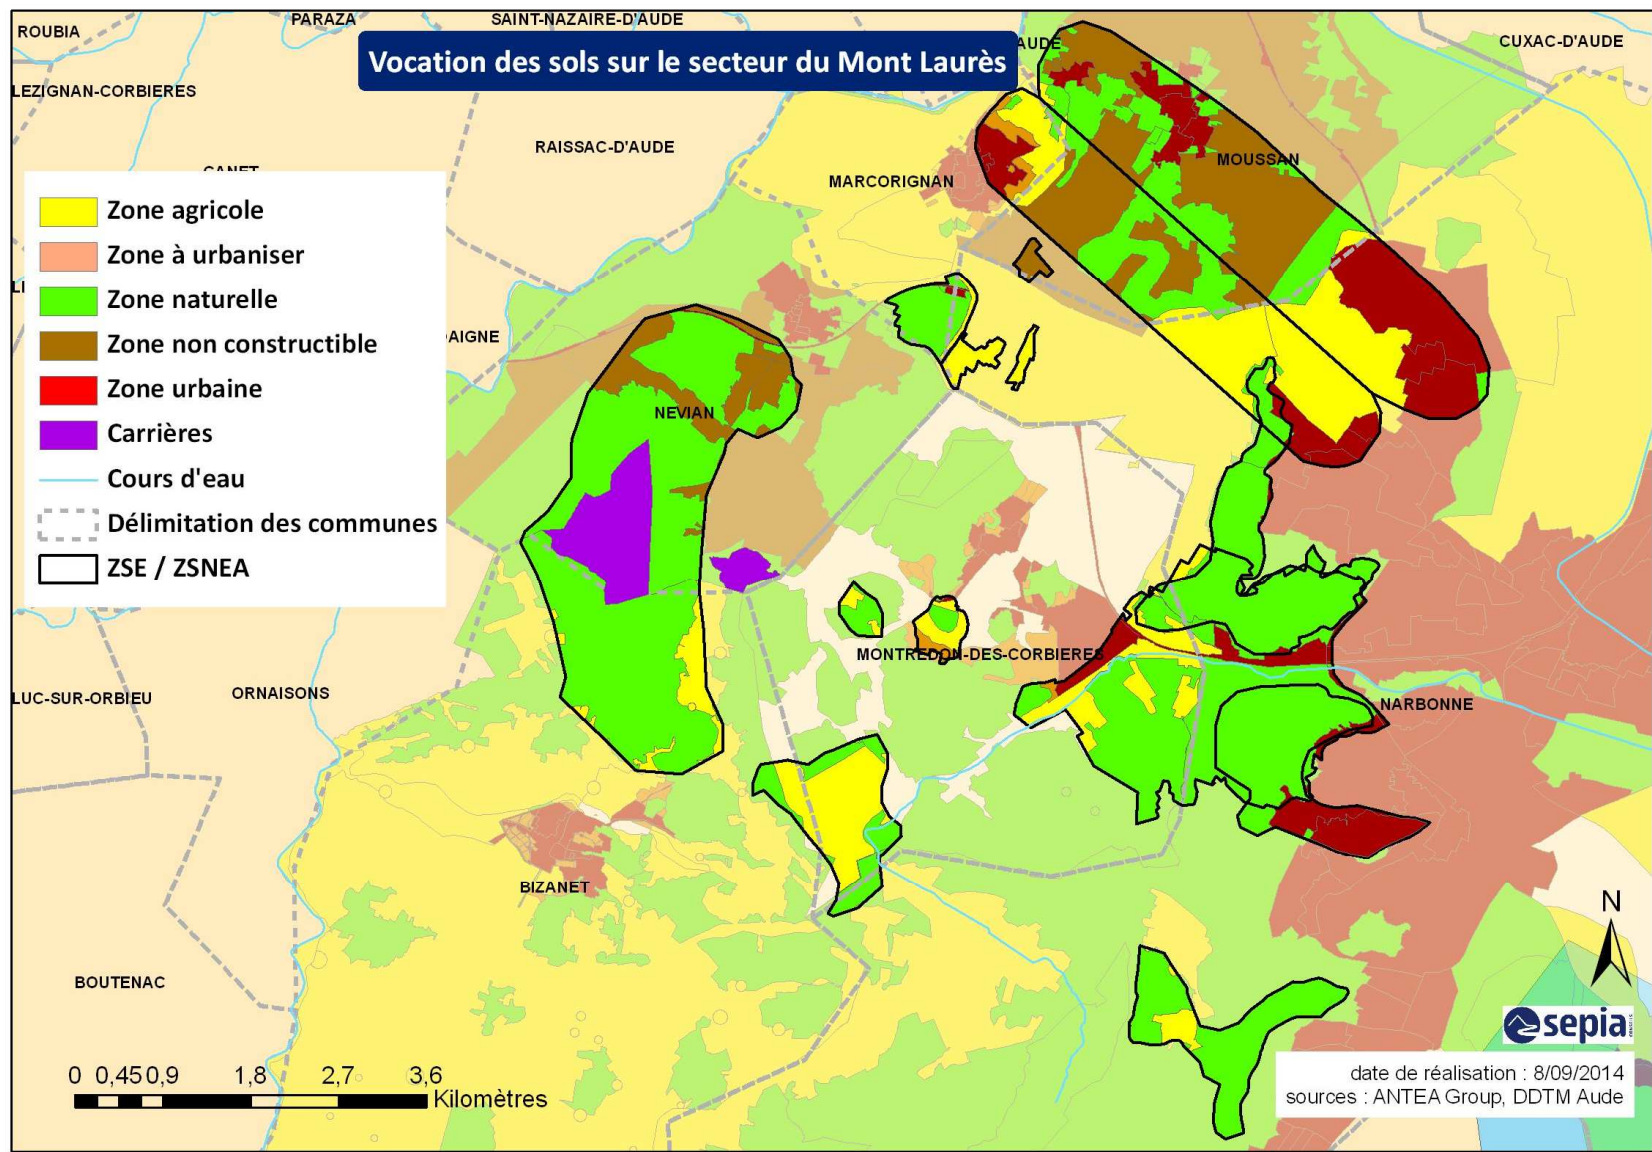 ROUBIA
PARAZA
SAINT-NAZAIRE-D'AUDE
AUDE
CUXAC-D'AUDE
Vocation des sols sur le secteur du Mont Laurès
LEZIGNAN-CORBIERES
RAISSAC-D'AUDE
MOUSSAN
MARCORIGNAN
Zone agricole
Zone à urbaniser
Zone naturelle
Zone non constructible
Zone urbaine
Carrières
Cours d'eau
Délimitation des communes
ZSE / ZSNEA
DAIGNE
NEVIAN
MONTREDON-DES-CORBIERES
LUC-SUR-ORBIEU
ORNAISONS
NARBONNE
BIZANET
BOUTENAC
N
sepia
0 0,45 0,9 1,8 2,7 3,6
Kilomètres
date de réalisation : 8/09/2014
sources : ANTEA Group, DDTM Aude